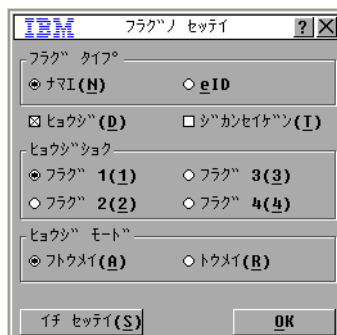 IBM フラグノ セッテイ ? X
フラグ タイプ
ナマエ(N) eID
ヒョウジ(D) ジカンセイゲン(T)
ヒョウジショク
フラグ 1(1) フラグ 3(3)
フラグ 2(2) フラグ 4(4)
ヒョウジ モード
フトウメイ(A) トウメイ(R)
イチ セッテイ(S) OK